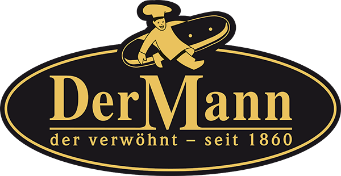 DerMann
der verwöhnt – seit 1860